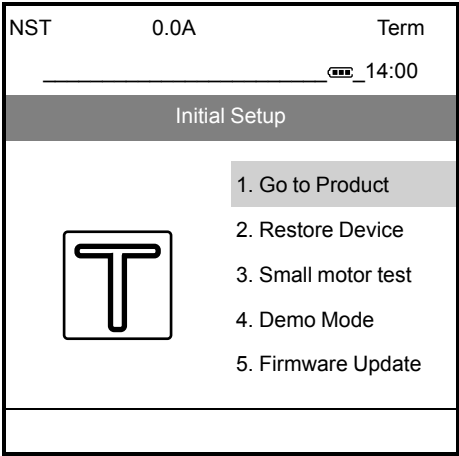 NST 0.0A Term
14:00
Initial Setup
1. Go to Product
2. Restore Device
3. Small motor test
4. Demo Mode
5. Firmware Update
T